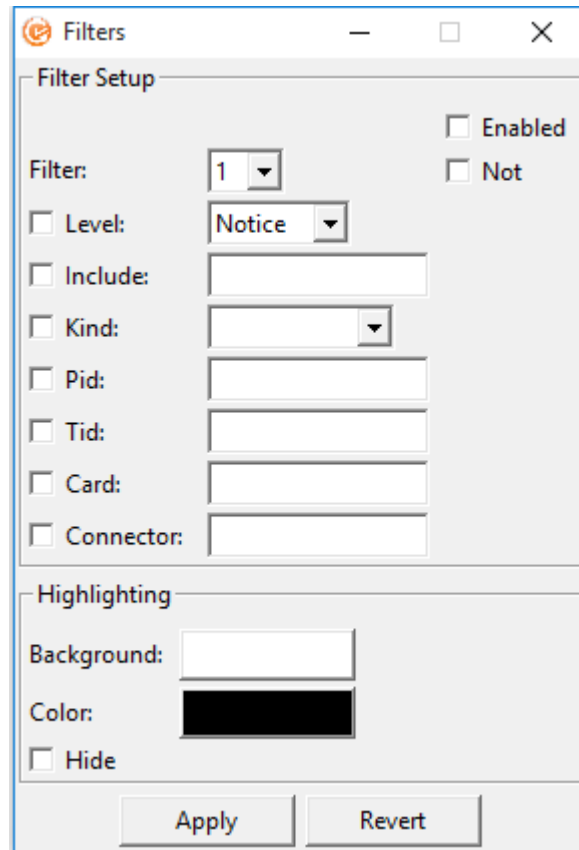 Filters
Filter Setup
Enabled
Filter: 1 Not
Level: Notice
Include:
Kind:
Pid:
Tid:
Card:
Connector:
Highlighting
Background:
Color:
Hide
Apply Revert